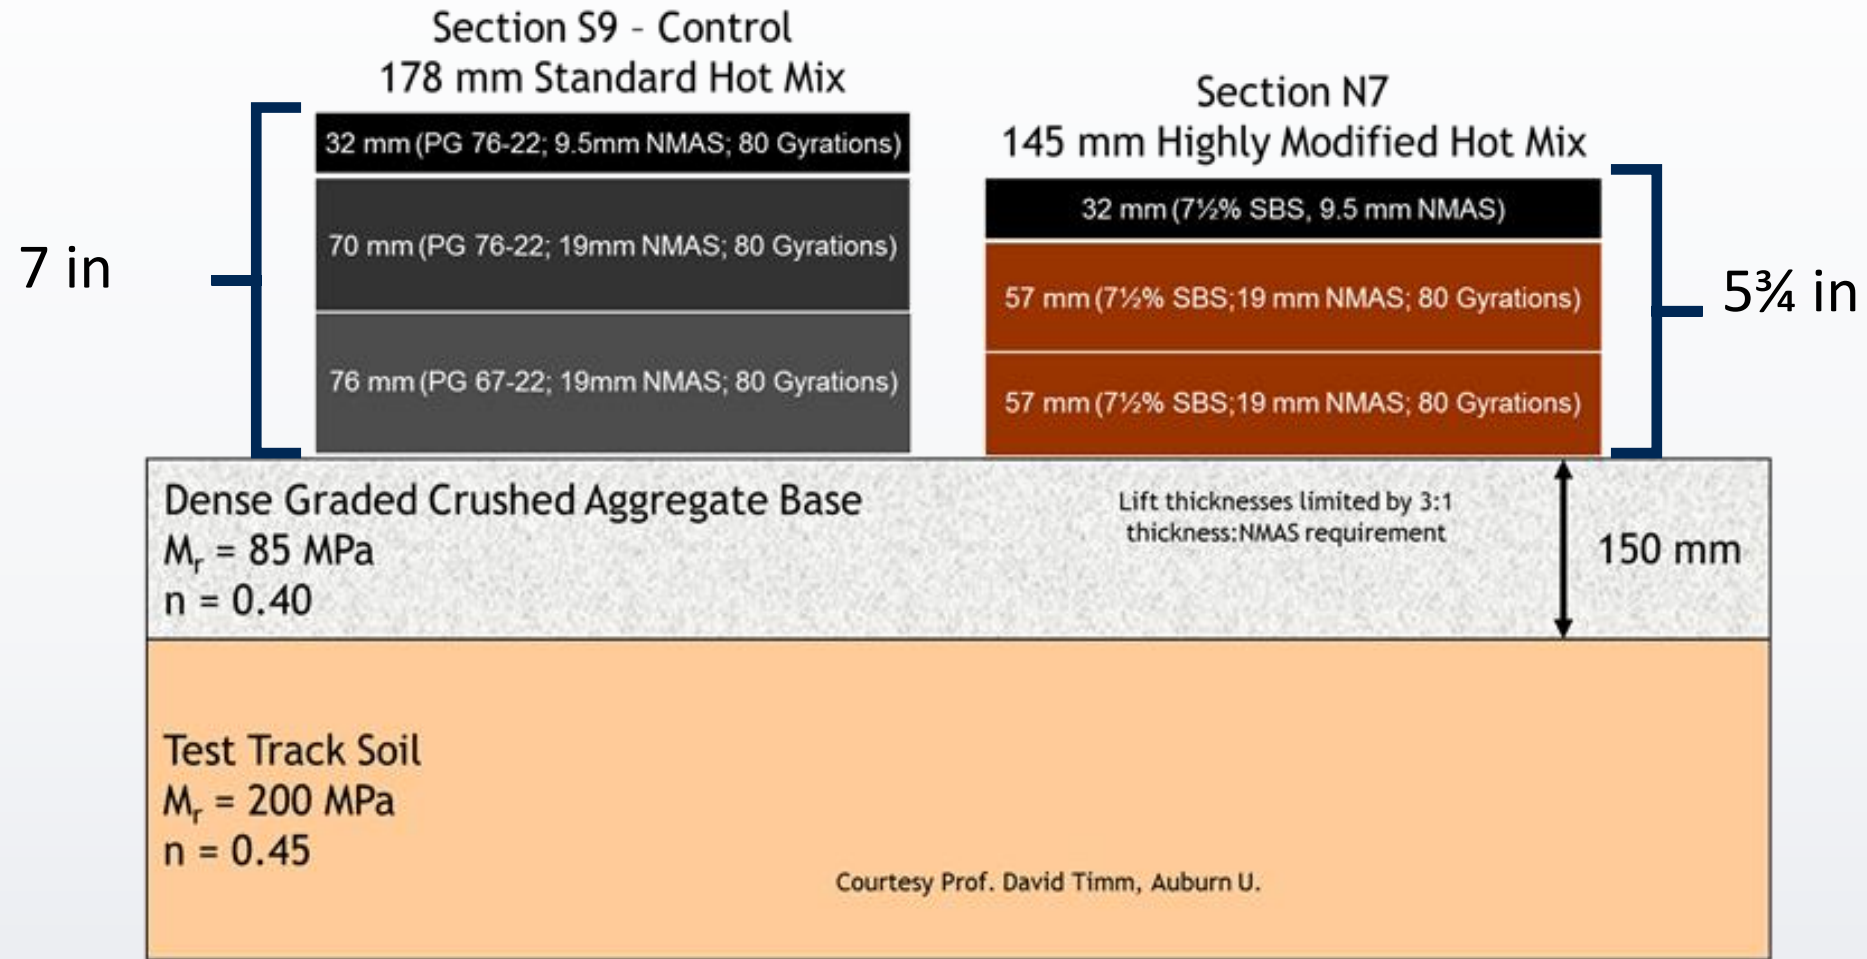 Section S9 – Control
178 mm Standard Hot Mix
7 in
32 mm (PG 76-22; 9.5mm NMAS; 80 Gyrations)
70 mm (PG 76-22; 19mm NMAS; 80 Gyrations)
76 mm (PG 67-22; 19mm NMAS; 80 Gyrations)
Section N7
145 mm Highly Modified Hot Mix
32 mm (7½% SBS, 9.5 mm NMAS)
57 mm (7½% SBS;19 mm NMAS; 80 Gyrations)
57 mm (7½% SBS;19 mm NMAS; 80 Gyrations)
5¾ in
Dense Graded Crushed Aggregate Base
Mr = 85 MPa
n = 0.40
Lift thicknesses limited by 3:1
thickness:NMAS requirement
150 mm
Test Track Soil
Mr = 200 MPa
n = 0.45
Courtesy Prof. David Timm, Auburn U.